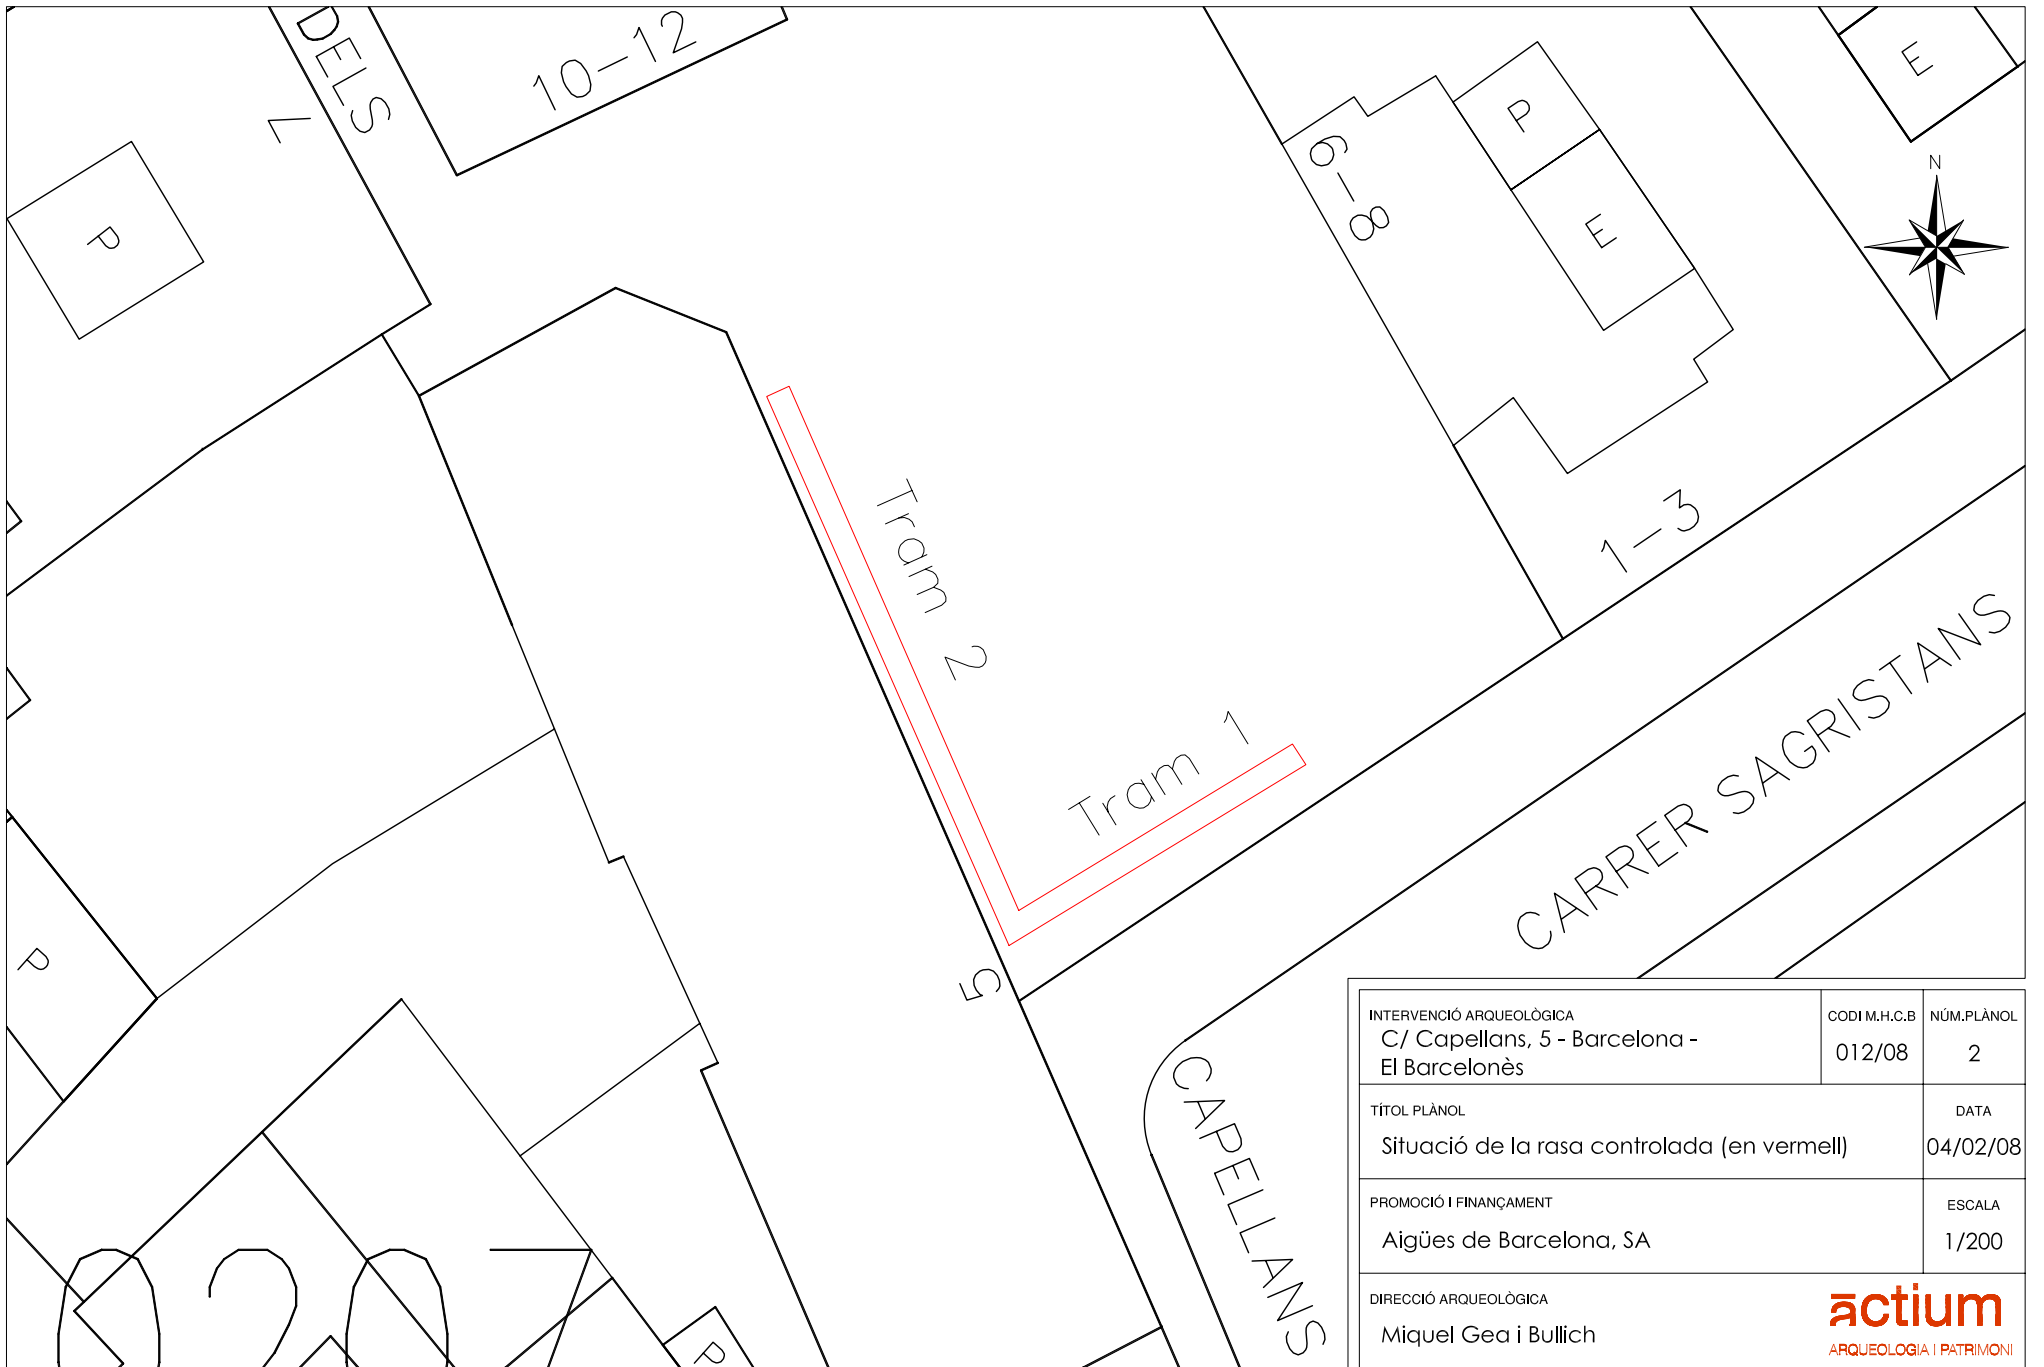 DELS
10-12
7
P
6-8
P
E
E
N
Tram 2
Tram 1
1-3
CARRER SAGRISTANS
5
P
CAPELLANS
0207
P
INTERVENCIÓ ARQUEOLÒGICA
C/ Capellans, 5 - Barcelona -
El Barcelonès
CODI M.H.C.B
012/08
NÚM.PLÀNOL
2
TÍTOL PLÀNOL
Situació de la rasa controlada (en vermell)
DATA
04/02/08
PROMOCIÓ I FINANÇAMENT
Aigües de Barcelona, SA
ESCALA
1/200
DIRECCIÓ ARQUEOLÒGICA
Miquel Gea i Bullich
actium
ARQUEOLOGIA I PATRIMONI